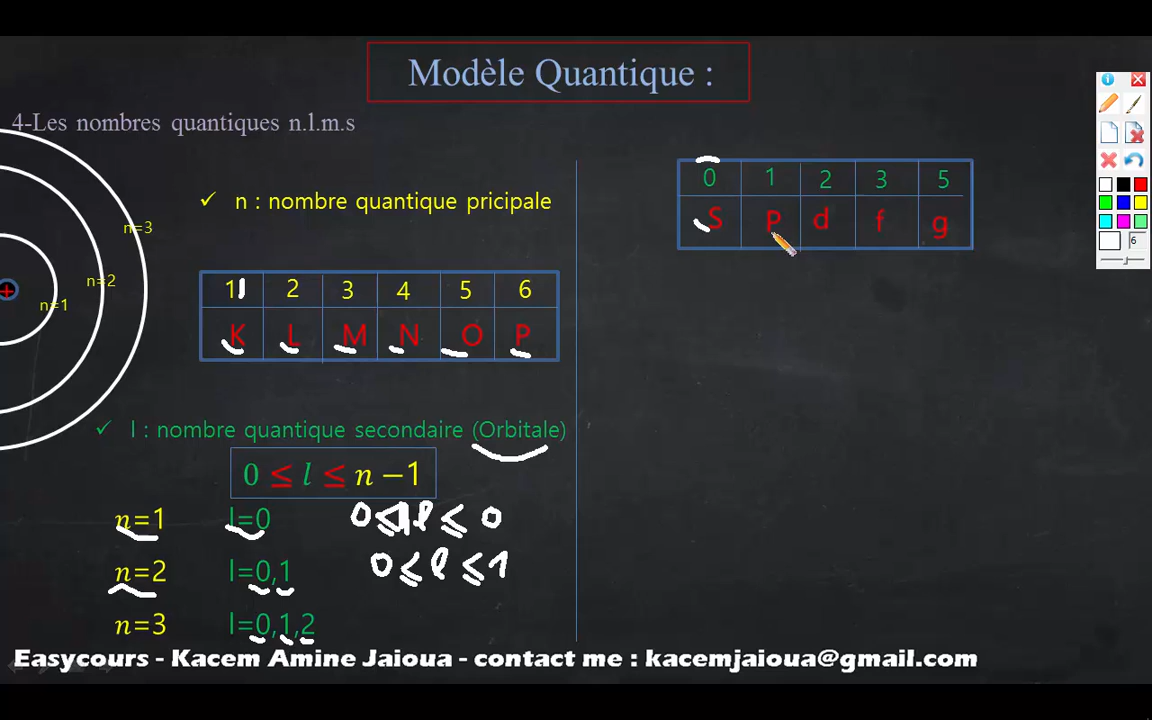 Modèle Quantique :
4-Les nombres quantiques n.l.m.s
✓ n : nombre quantique pricipale
n=3
n=2
n=1
+
1 2 3 4 5 6
K L M N O P
✓ l : nombre quantique secondaire (Orbitale)
0 ≤ l ≤ n −1
n=1 l=0 0≤l≤0
n=2 l=0,1 0≤l≤1
n=3 l=0,1,2
0 1 2 3 5
S P d f g
6
Easycours - Kacem Amine Jaioua - contact me : kacemjaioua@gmail.com